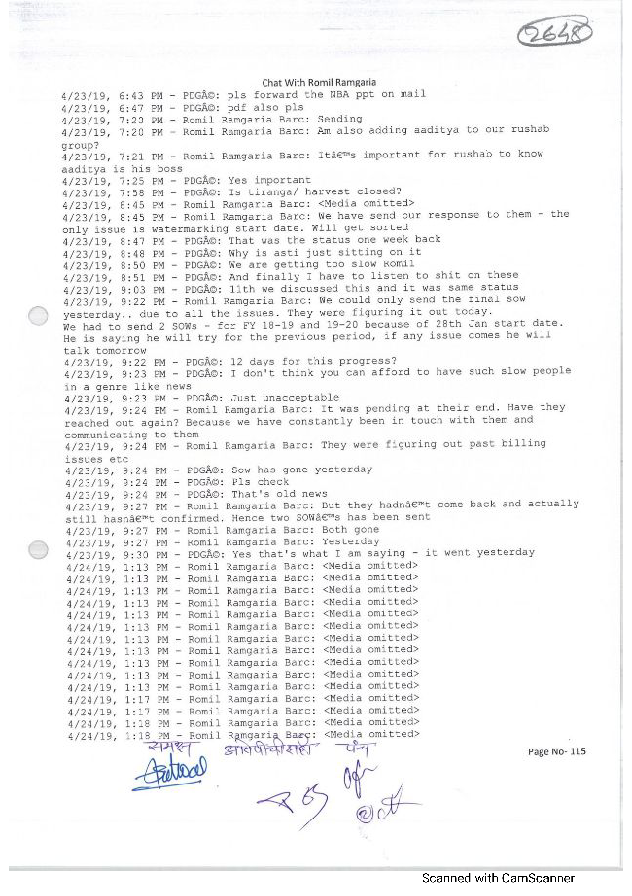 2648
Chat With Romil Ramgaria
4/23/19, 6:43 PM - PDGÂ©: pls forward the NBA ppt on mail
4/23/19, 6:47 PM - PDGÂ©: pdf also pls
4/23/19, 7:20 PM - Romil Ramgaria Barc: Sending
4/23/19, 7:20 PM - Romil Ramgaria Barc: Am also adding aaditya to our rushab
group?
4/23/19, 7:21 PM - Romil Ramgaria Barc: Itâ€™s important for rushab to know
aaditya is his boss
4/23/19, 7:25 PM - PDGÂ©: Yes important
4/23/19, 7:58 PM - PDGÂ©: Is tiranga/ harvest closed?
4/23/19, 8:45 PM - Romil Ramgaria Barc: <Media omitted>
4/23/19, 8:45 PM - Romil Ramgaria Barc: We have send our response to them - the
only issue is watermarking start date. Will get sorted
4/23/19, 8:47 PM - PDGÂ©: That was the status one week back
4/23/19, 8:48 PM - PDGÂ©: Why is asti just sitting on it
4/23/19, 8:50 PM - PDGÂ©: We are getting too slow Romil
4/23/19, 8:51 PM - PDGÂ©: And finally I have to listen to shit on these
4/23/19, 9:03 PM - PDGÂ©: 11th we discussed this and it was same status
4/23/19, 9:22 PM - Romil Ramgaria Barc: We could only send the final sow
yesterday.. due to all the issues. They were figuring it out today.
We had to send 2 SOWs - for FY 18-19 and 19-20 because of 28th Jan start date.
He is saying he will try for the previous period, if any issue comes he will
talk tomorrow
4/23/19, 9:22 PM - PDGÂ©: 12 days for this progress?
4/23/19, 9:23 PM - PDGÂ©: I don't think you can afford to have such slow people
in a genre like news
4/23/19, 9:23 PM - PDGÂ©: Just unacceptable
4/23/19, 9:24 PM - Romil Ramgaria Barc: It was pending at their end. Have they
reached out again? Because we have constantly been in touch with them and
communicating to them
4/23/19, 9:24 PM - Romil Ramgaria Barc: They were figuring out past billing
issues etc
4/23/19, 9:24 PM - PDGÂ©: Sow has gone yesterday
4/23/19, 9:24 PM - PDGÂ©: Pls check
4/23/19, 9:24 PM - PDGÂ©: That's old news
4/23/19, 9:27 PM - Romil Ramgaria Barc: But they hadnâ€™t come back and actually
still hasnâ€™t confirmed. Hence two SOWâ€™s has been sent
4/23/19, 9:27 PM - Romil Ramgaria Barc: Both gone
4/23/19, 9:27 PM - Romil Ramgaria Barc: Yesterday
4/23/19, 9:30 PM - PDGÂ©: Yes that's what I am saying - it went yesterday
4/24/19, 1:13 PM - Romil Ramgaria Barc: <Media omitted>
4/24/19, 1:13 PM - Romil Ramgaria Barc: <Media omitted>
4/24/19, 1:13 PM - Romil Ramgaria Barc: <Media omitted>
4/24/19, 1:13 PM - Romil Ramgaria Barc: <Media omitted>
4/24/19, 1:13 PM - Romil Ramgaria Barc: <Media omitted>
4/24/19, 1:13 PM - Romil Ramgaria Barc: <Media omitted>
4/24/19, 1:13 PM - Romil Ramgaria Barc: <Media omitted>
4/24/19, 1:13 PM - Romil Ramgaria Barc: <Media omitted>
4/24/19, 1:13 PM - Romil Ramgaria Barc: <Media omitted>
4/24/19, 1:13 PM - Romil Ramgaria Barc: <Media omitted>
4/24/19, 1:13 PM - Romil Ramgaria Barc: <Media omitted>
4/24/19, 1:17 PM - Romil Ramgaria Barc: <Media omitted>
4/24/19, 1:17 PM - Romil Ramgaria Barc: <Media omitted>
4/24/19, 1:18 PM - Romil Ramgaria Barc: <Media omitted>
4/24/19, 1:18 PM - Romil Ramgaria Barc: <Media omitted>
समक्ष
पंच
Page No- 115
Scanned with CamScanner